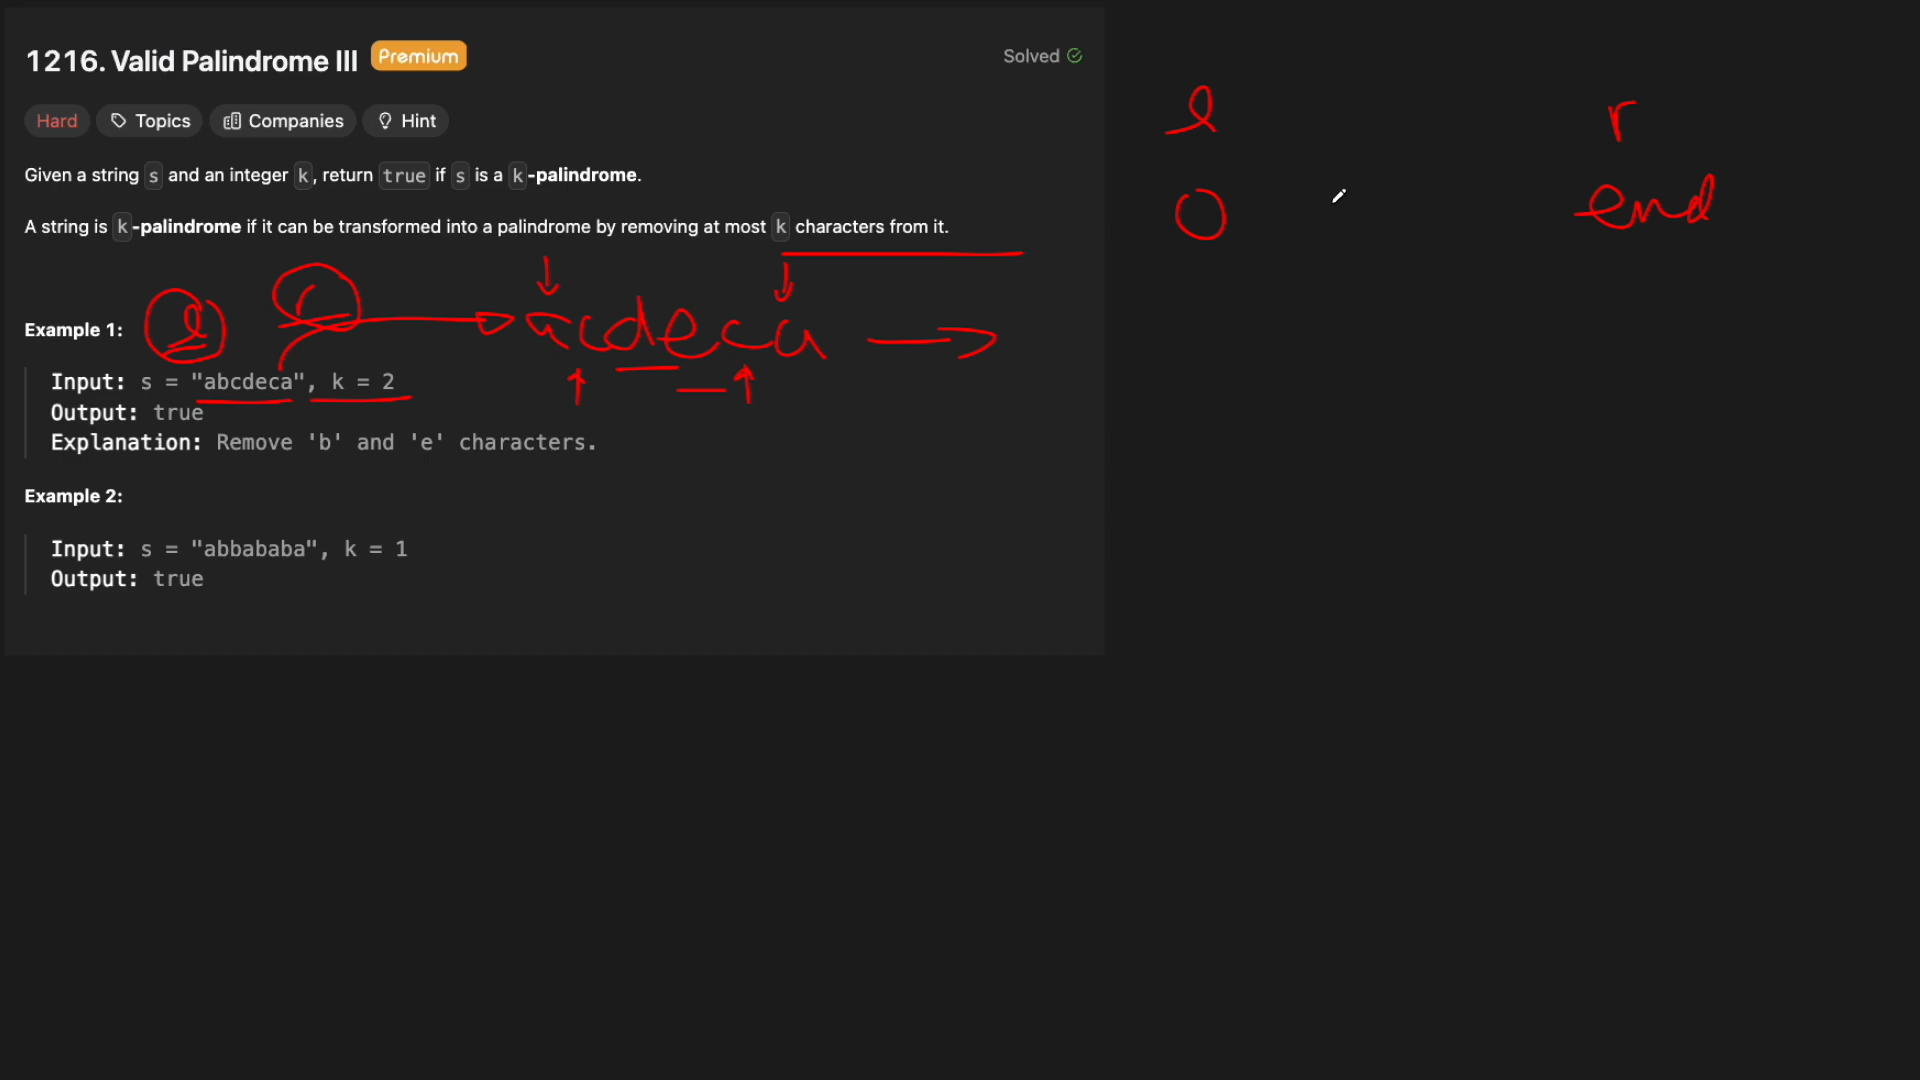 1216. Valid Palindrome III Premium Solved
Hard Topics Companies Hint
Given a string s and an integer k, return true if s is a k-palindrome.
A string is k-palindrome if it can be transformed into a palindrome by removing at most k characters from it.
Example 1: l r acdeca
Input: s = "abcdeca", k = 2
Output: true
Explanation: Remove 'b' and 'e' characters.
Example 2:
Input: s = "abbababa", k = 1
Output: true
l r
0 end